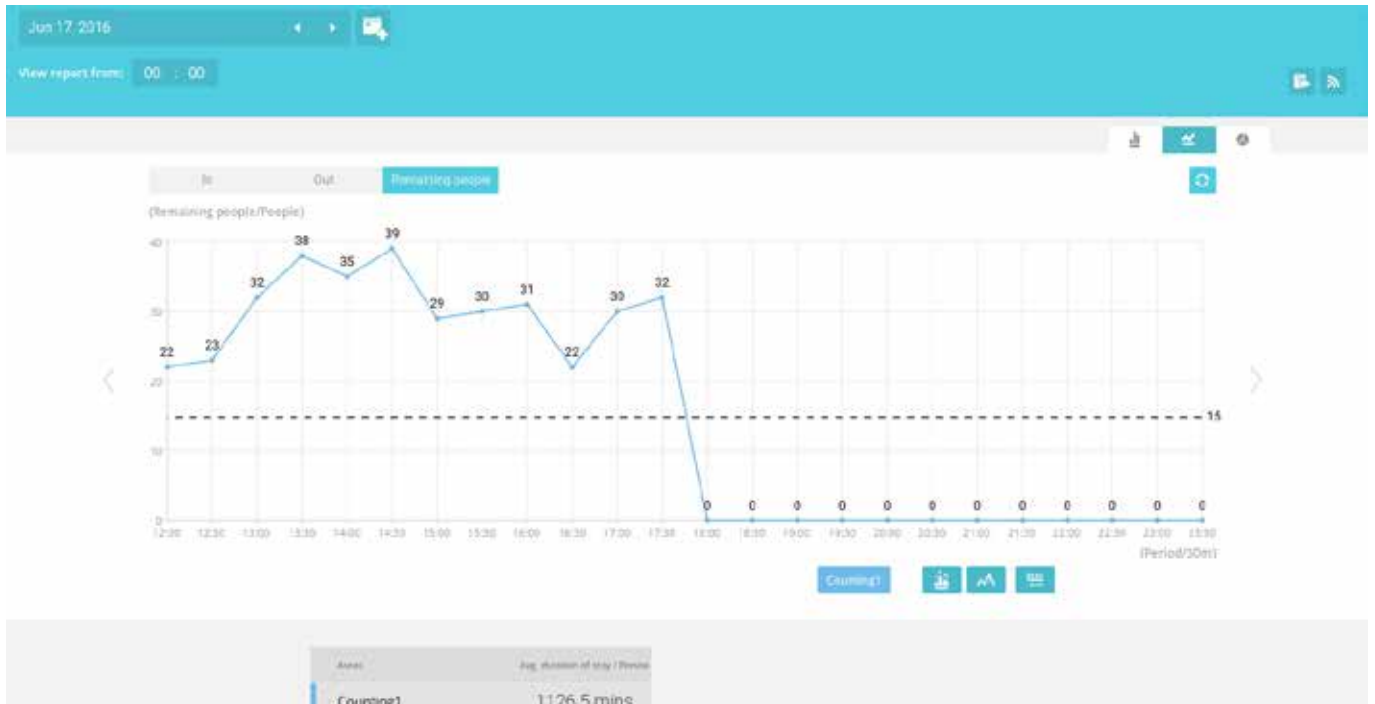 Jun 17, 2016
View report from: 00 : 00
In Out Remaining people
(Remaining people/People)
40
30
20
10
0
22 23 32 38 35 39 29 30 31 22 30 32 0 0 0 0 0 0 0 0 0 0 0 0
15
12:00 12:30 13:00 13:30 14:00 14:30 15:00 15:30 16:00 16:30 17:00 17:30 18:00 18:30 19:00 19:30 20:00 20:30 21:00 21:30 22:00 22:30 23:00 23:30
(Period/30m)
Counting1
Areas Avg. duration of stay /
Counting1 1126.5 mins